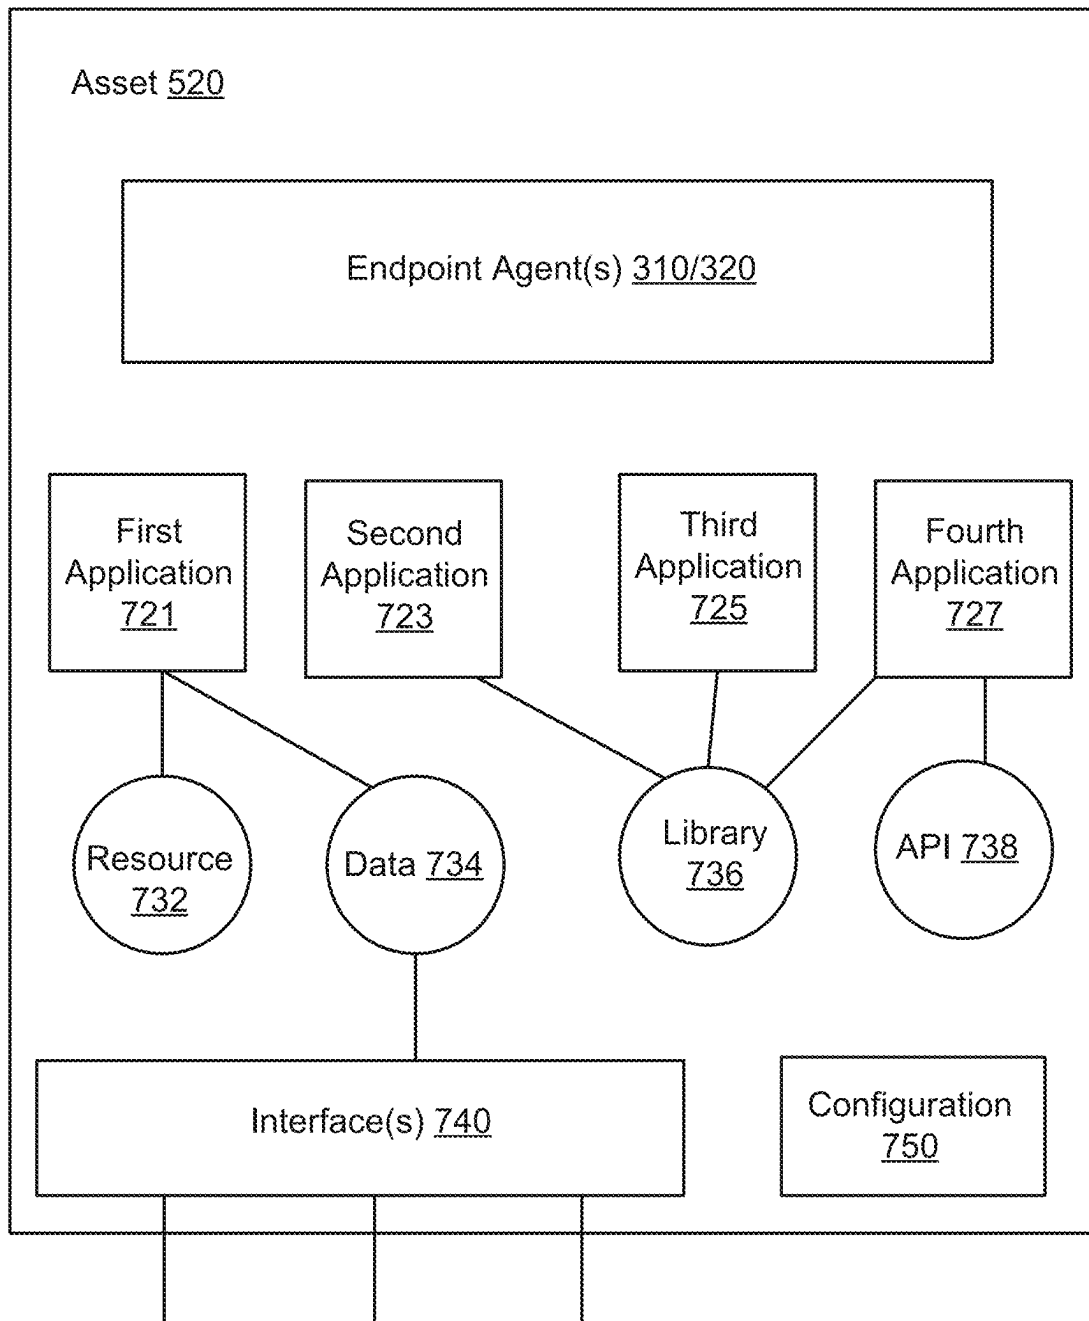 Asset 520
Endpoint Agent(s) 310/320
First
Application
721
Second
Application
723
Third
Application
725
Fourth
Application
727
Resource
732
Data 734
Library
736
API 738
Interface(s) 740
Configuration
750